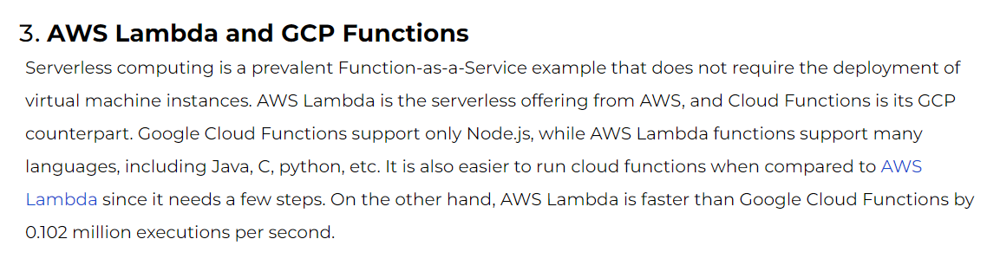 3. AWS Lambda and GCP Functions
Serverless computing is a prevalent Function-as-a-Service example that does not require the deployment of
virtual machine instances. AWS Lambda is the serverless offering from AWS, and Cloud Functions is its GCP
counterpart. Google Cloud Functions support only Node.js, while AWS Lambda functions support many
languages, including Java, C, python, etc. It is also easier to run cloud functions when compared to AWS
Lambda since it needs a few steps. On the other hand, AWS Lambda is faster than Google Cloud Functions by
0.102 million executions per second.